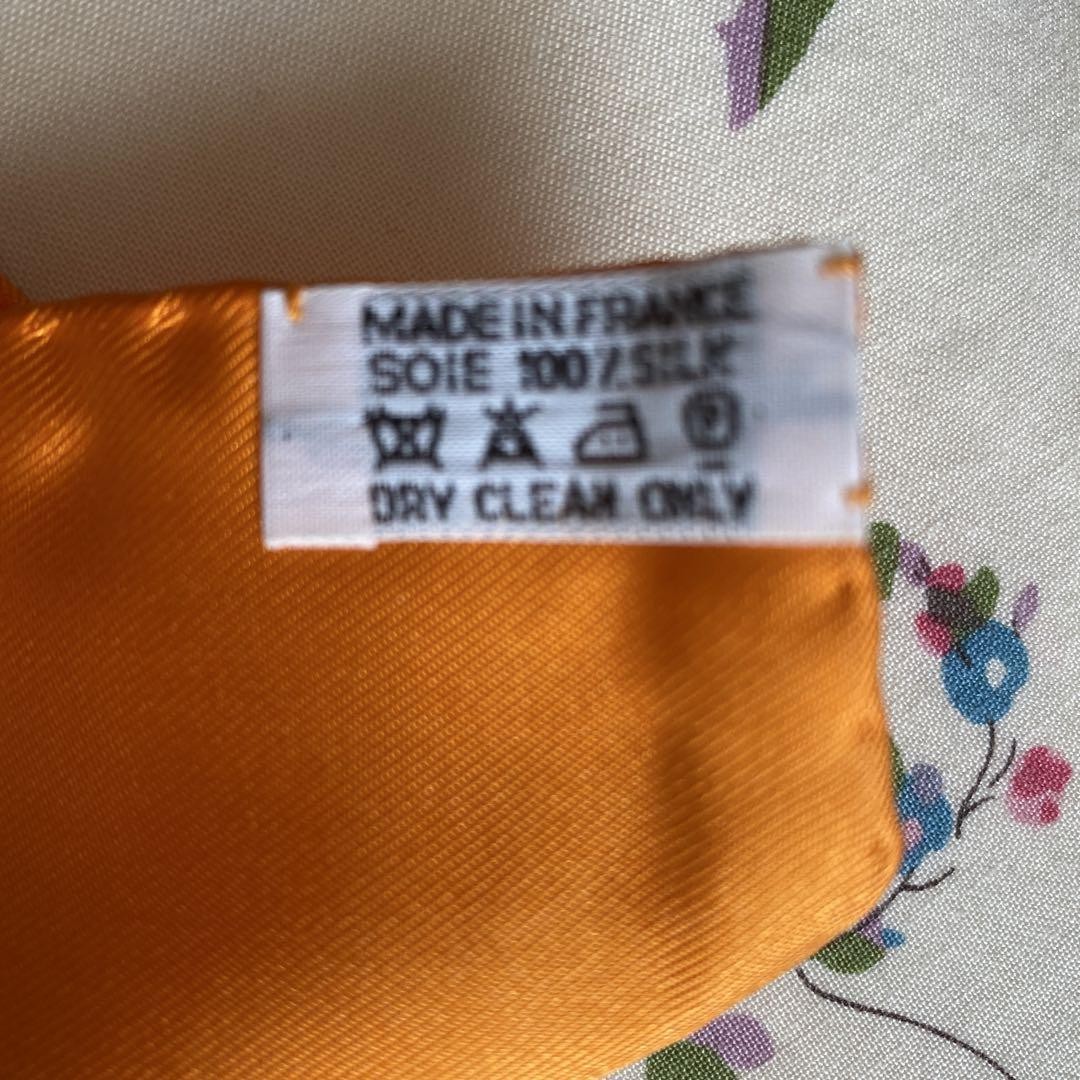 MADE IN FRANCE
SOIE 100% SILK
P
DRY CLEAN ONLY